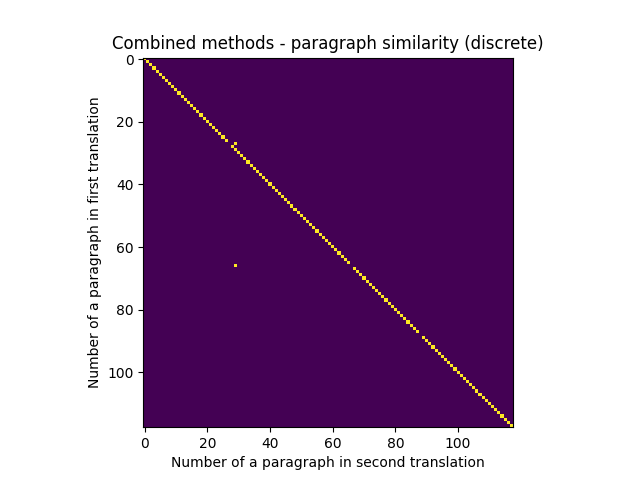 Combined methods - paragraph similarity (discrete)
0
20
40
60
80
100
Number of a paragraph in first translation
0 20 40 60 80 100
Number of a paragraph in second translation